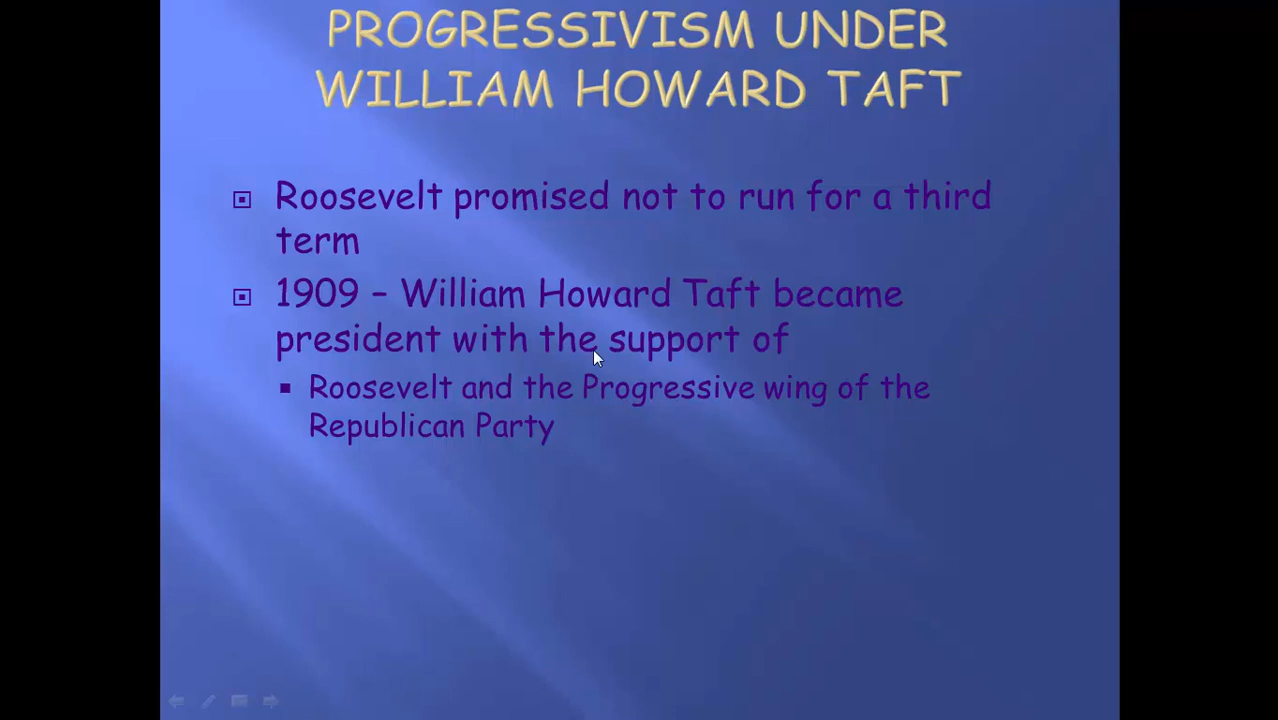 PROGRESSIVISM UNDER
WILLIAM HOWARD TAFT
Roosevelt promised not to run for a third
term
1909 – William Howard Taft became
president with the support of
Roosevelt and the Progressive wing of the
Republican Party